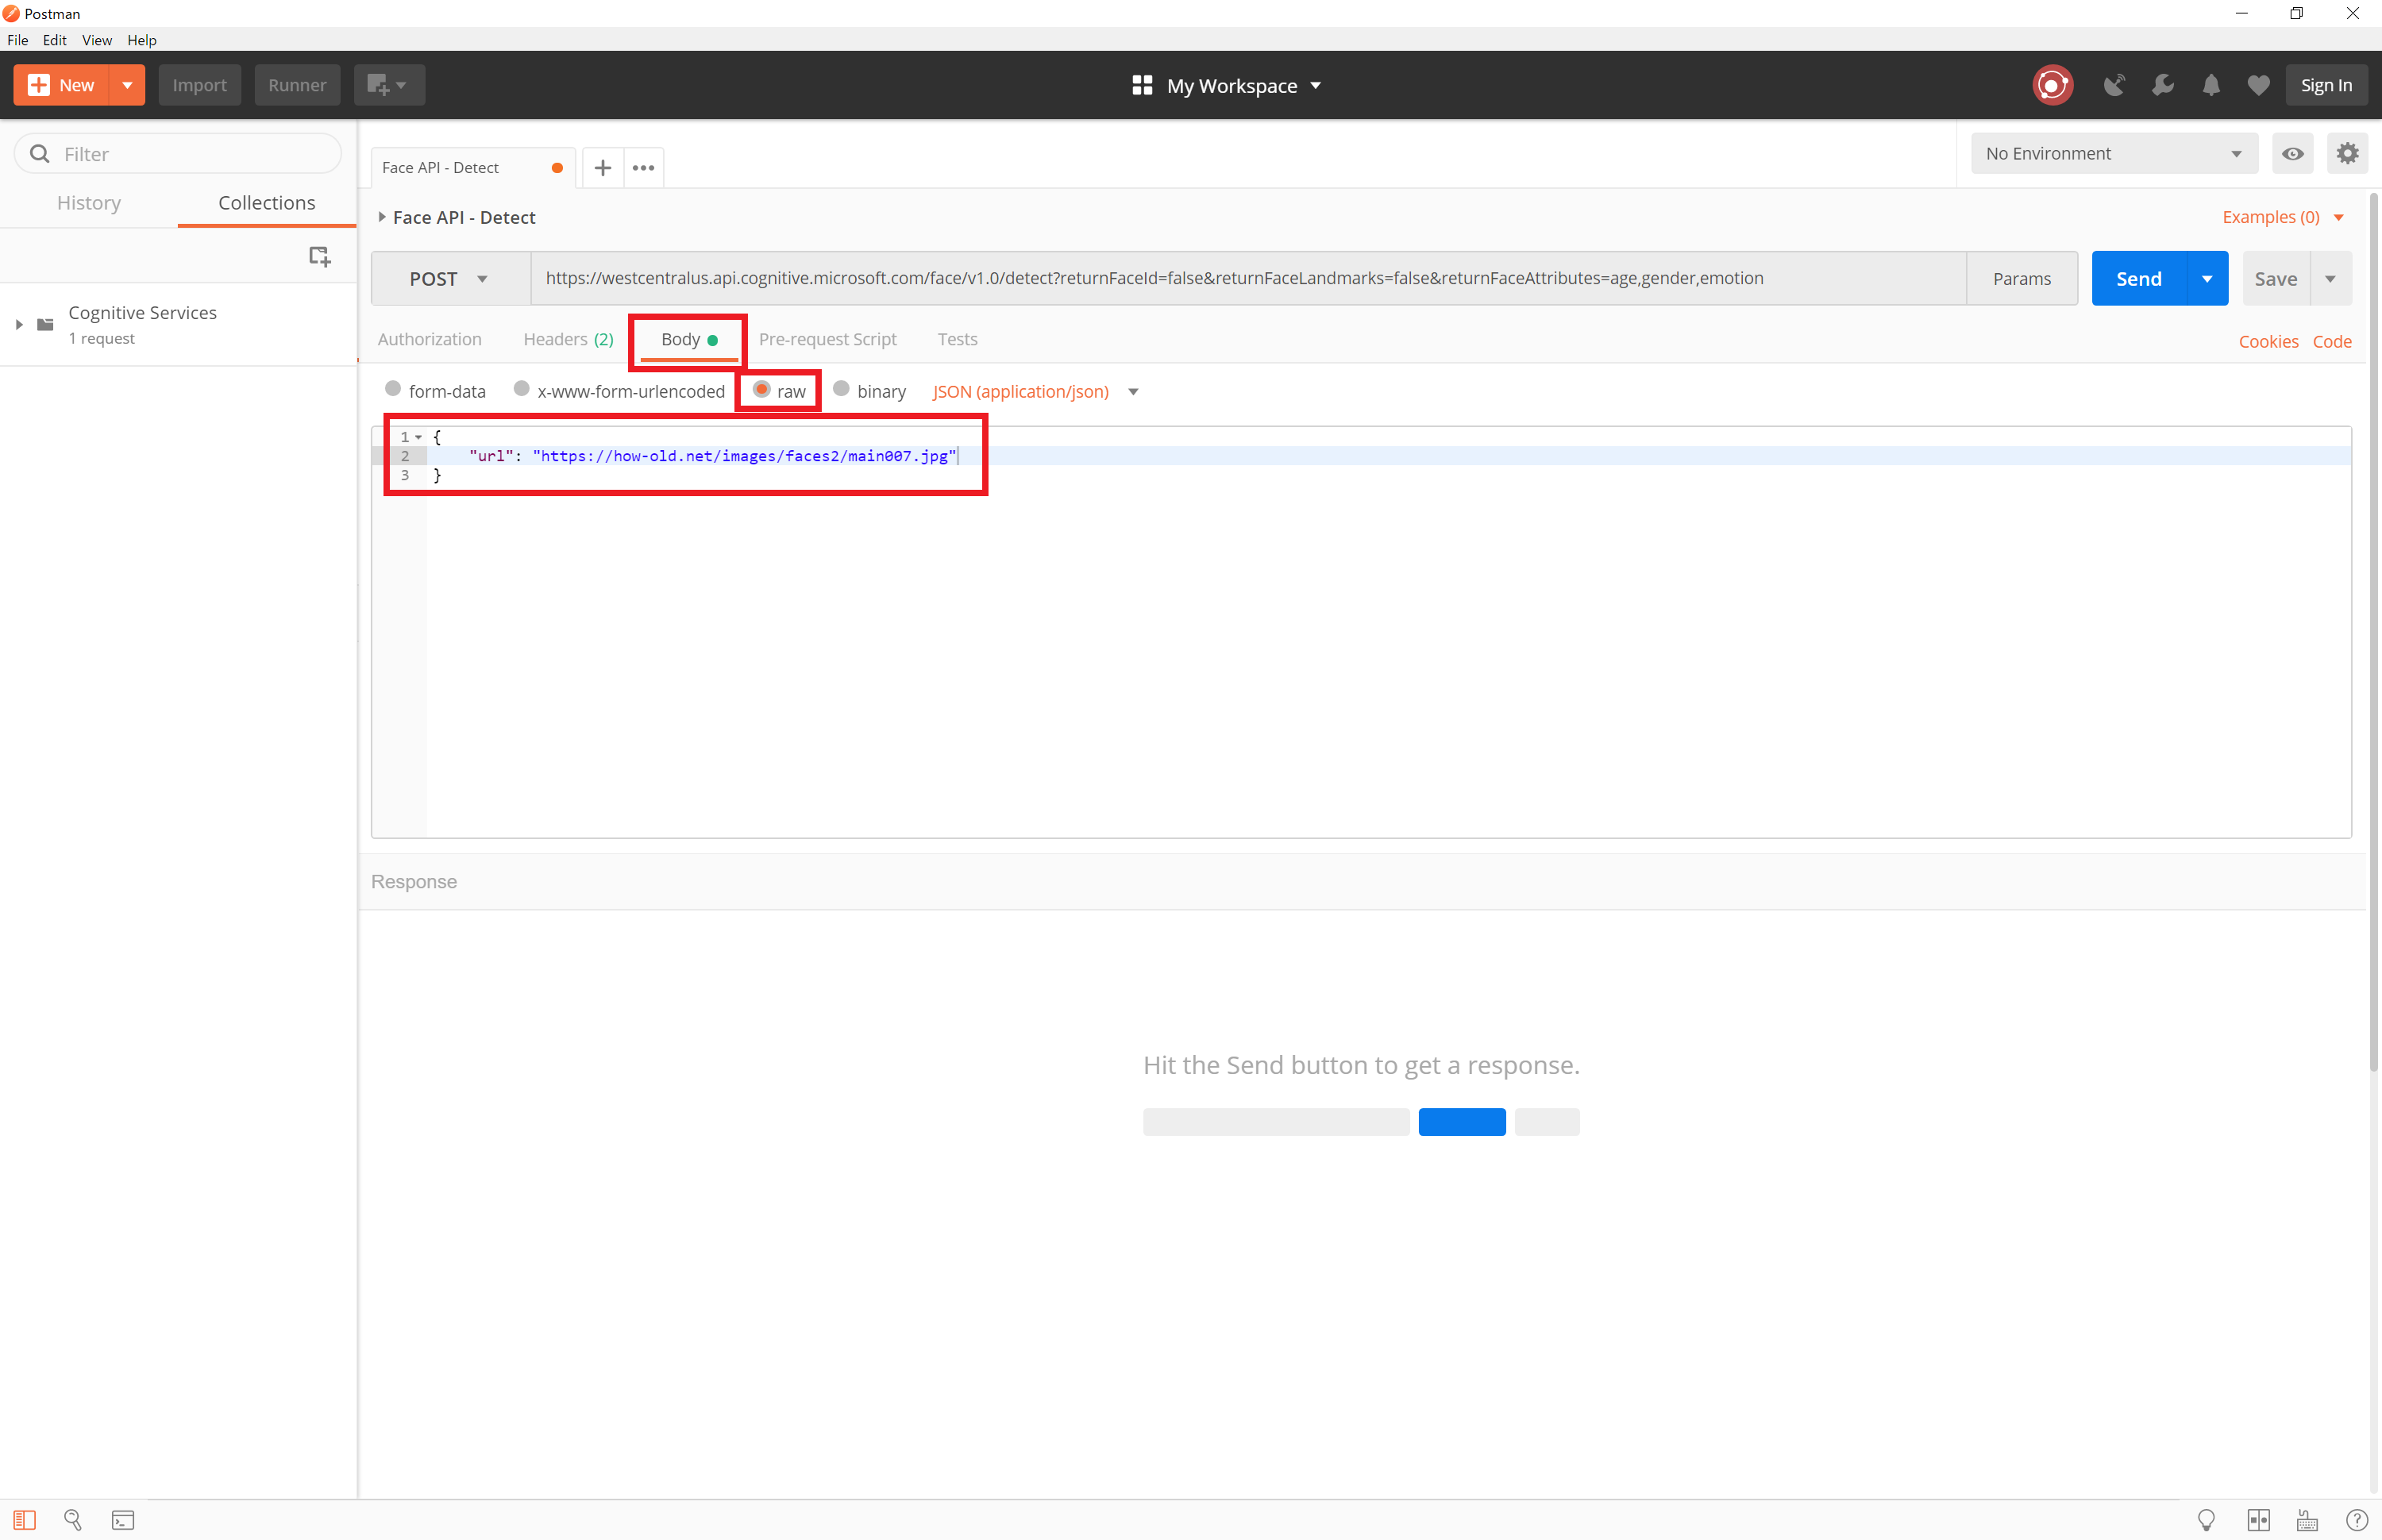 Postman
File Edit View Help
New Import Runner My Workspace Sign In
Filter
History Collections
Cognitive Services
1 request
Face API - Detect No Environment
Face API - Detect Examples (0)
POST https://westcentralus.api.cognitive.microsoft.com/face/v1.0/detect?returnFaceId=false&returnFaceLandmarks=false&returnFaceAttributes=age,gender,emotion Params Send Save
Authorization Headers (2) Body Pre-request Script Tests Cookies Code
form-data x-www-form-urlencoded raw binary JSON (application/json)
1 {
2 "url": "https://how-old.net/images/faces2/main007.jpg"
3 }
Response
Hit the Send button to get a response.